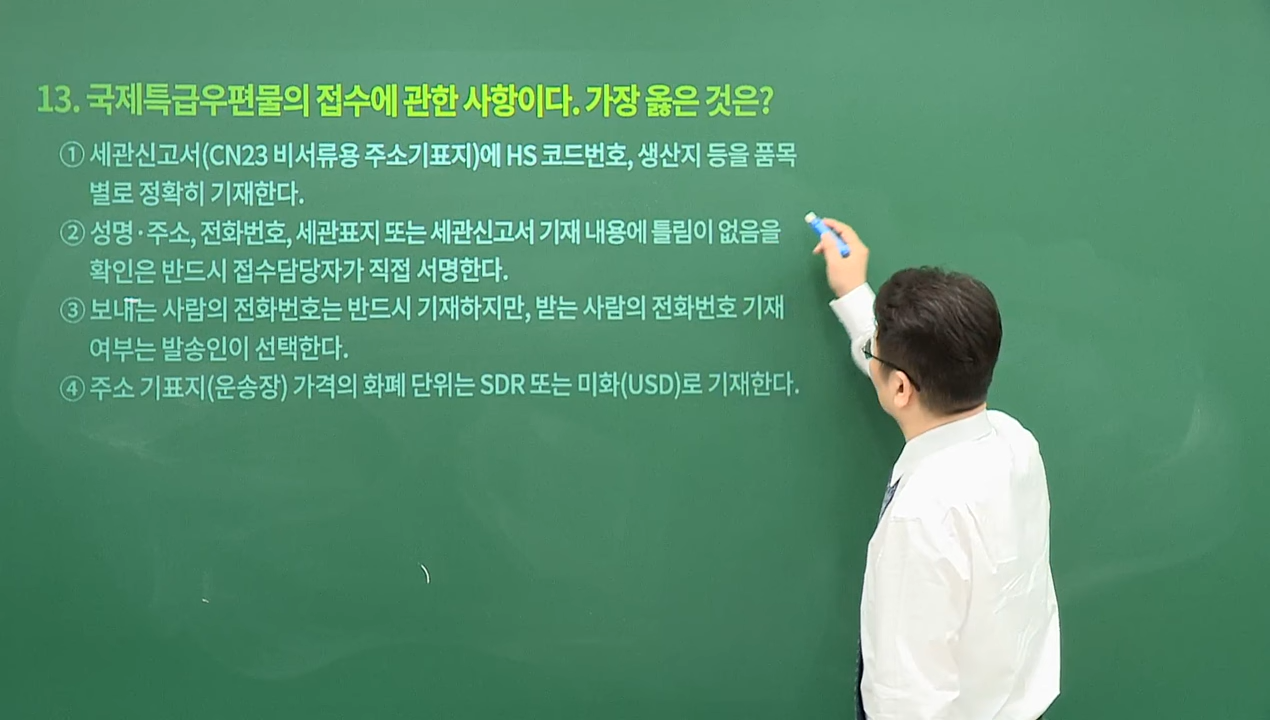 13. 국제특급우편물의 접수에 관한 사항이다. 가장 옳은 것은?
① 세관신고서(CN23 비서류용 주소기표지)에 HS 코드번호, 생산지 등을 품목
별로 정확히 기재한다.
② 성명·주소, 전화번호, 세관표지 또는 세관신고서 기재 내용에 틀림이 없음을
확인은 반드시 접수담당자가 직접 서명한다.
③ 보내는 사람의 전화번호는 반드시 기재하지만, 받는 사람의 전화번호 기재
여부는 발송인이 선택한다.
④ 주소 기표지(운송장) 가격의 화폐 단위는 SDR 또는 미화(USD)로 기재한다.